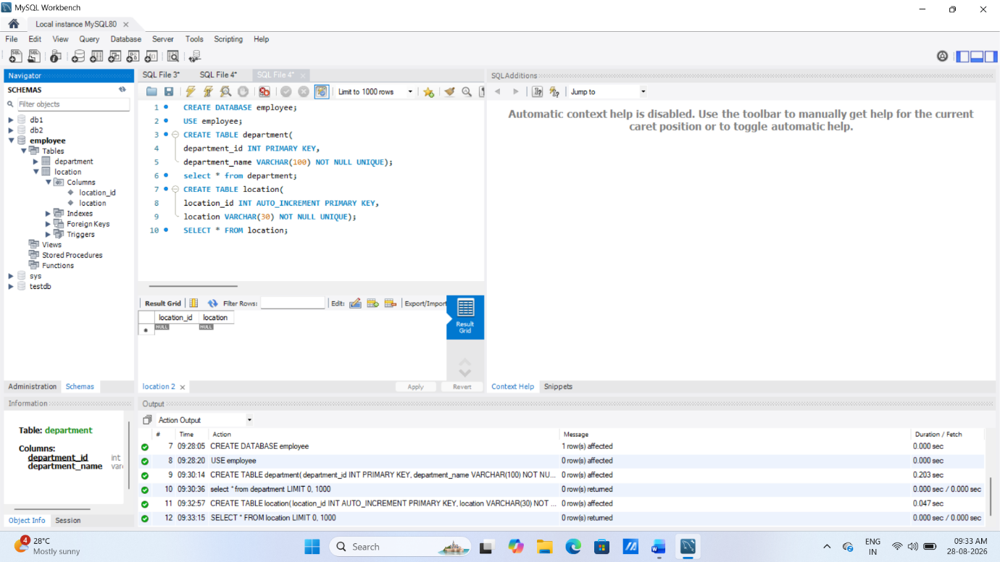 MySQL Workbench
Local instance MySQL80
File Edit View Query Database Server Tools Scripting Help
Navigator
SCHEMAS
Filter objects
db1
db2
employee
Tables
department
location
Columns
location_id
location
Indexes
Foreign Keys
Triggers
Views
Stored Procedures
Functions
sys
testdb
Administration Schemas
Information
Table: department
Columns:
department_id int
department_name varc
Object Info Session
SQL File 3* SQL File 4* SQL File 4*
Limit to 1000 rows
1 CREATE DATABASE employee;
2 USE employee;
3 CREATE TABLE department(
4 department_id INT PRIMARY KEY,
5 department_name VARCHAR(100) NOT NULL UNIQUE);
6 select * from department;
7 CREATE TABLE location(
8 location_id INT AUTO_INCREMENT PRIMARY KEY,
9 location VARCHAR(30) NOT NULL UNIQUE);
10 SELECT * FROM location;
Result Grid Filter Rows: Edit: Export/Import
location_id location
NULL NULL
Result
Grid
location 2 Apply Revert
SQLAdditions
Jump to
Automatic context help is disabled. Use the toolbar to manually get help for the current
caret position or to toggle automatic help.
Context Help Snippets
Output
Action Output
# Time Action Message Duration / Fetch
7 09:28:05 CREATE DATABASE employee 1 row(s) affected 0.000 sec
8 09:28:20 USE employee 0 row(s) affected 0.000 sec
9 09:30:14 CREATE TABLE department( department_id INT PRIMARY KEY, department_name VARCHAR(100) NOT NU... 0 row(s) affected 0.203 sec
10 09:30:36 select * from department LIMIT 0, 1000 0 row(s) returned 0.000 sec / 0.000 sec
11 09:32:57 CREATE TABLE location( location_id INT AUTO_INCREMENT PRIMARY KEY, location VARCHAR(30) NOT ... 0 row(s) affected 0.047 sec
12 09:33:15 SELECT * FROM location LIMIT 0, 1000 0 row(s) returned 0.000 sec / 0.000 sec
4
28°C
Mostly sunny
Search
ENG
IN
09:33 AM
28-08-2026